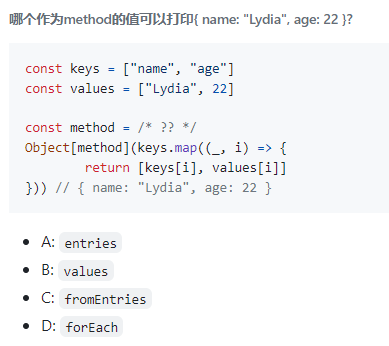 哪个作为method的值可以打印{ name: "Lydia", age: 22 }?
const keys = ["name", "age"]
const values = ["Lydia", 22]
const method = /* ?? */
Object[method](keys.map((_, i) => {
        return [keys[i], values[i]]
})) // { name: "Lydia", age: 22 }
• A: entries
• B: values
• C: fromEntries
• D: forEach